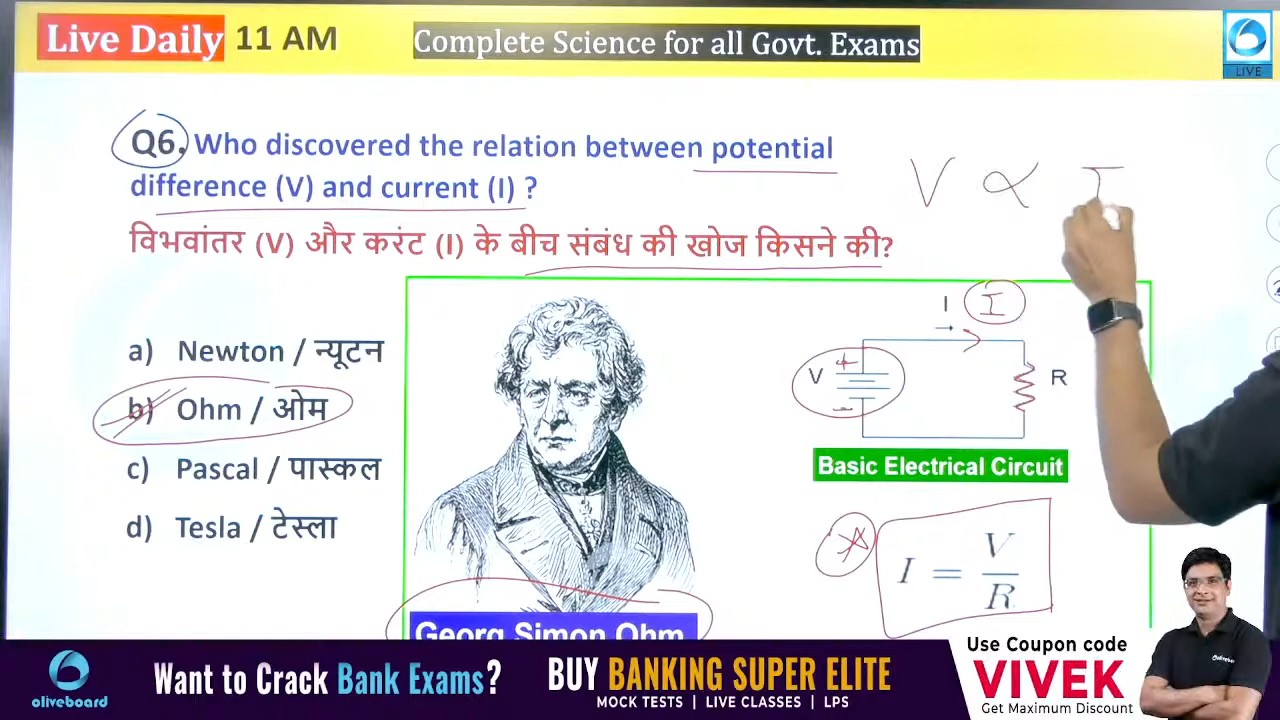 Live Daily 11 AM
Complete Science for all Govt. Exams
LIVE
Q6. Who discovered the relation between potential
difference (V) and current (I) ?
V ∝ I
विभवांतर (V) और करंट (I) के बीच संबंध की खोज किसने की?
a) Newton / न्यूटन
b) Ohm / ओम
c) Pascal / पास्कल
d) Tesla / टेस्ला
Georg Simon Ohm
I I
V + -
R
Basic Electrical Circuit
I = V/R
oliveboard
Want to Crack Bank Exams?
BUY BANKING SUPER ELITE
MOCK TESTS | LIVE CLASSES | LPS
Use Coupon code
VIVEK
Get Maximum Discount